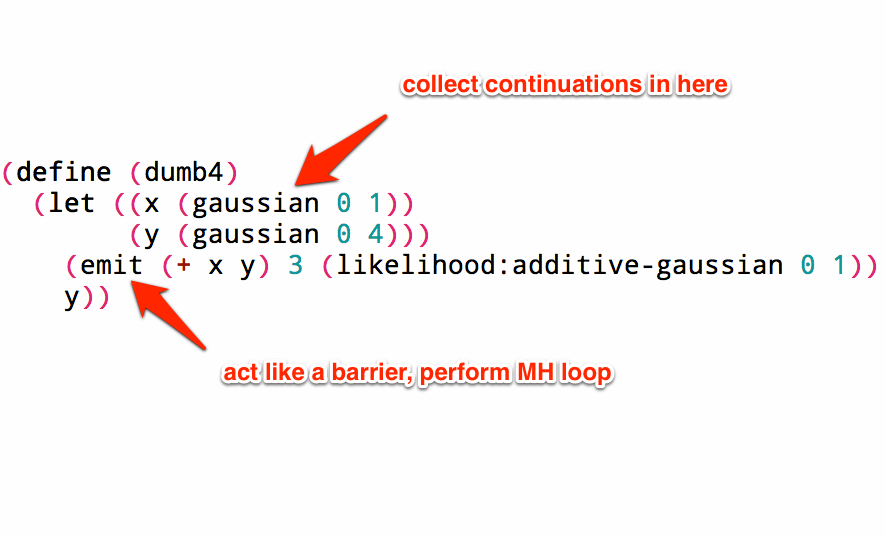 collect continuations in here
(define (dumb4)
(let ((x (gaussian 0 1))
(y (gaussian 0 4)))
(emit (+ x y) 3 (likelihood:additive-gaussian 0 1))
y))
act like a barrier, perform MH loop